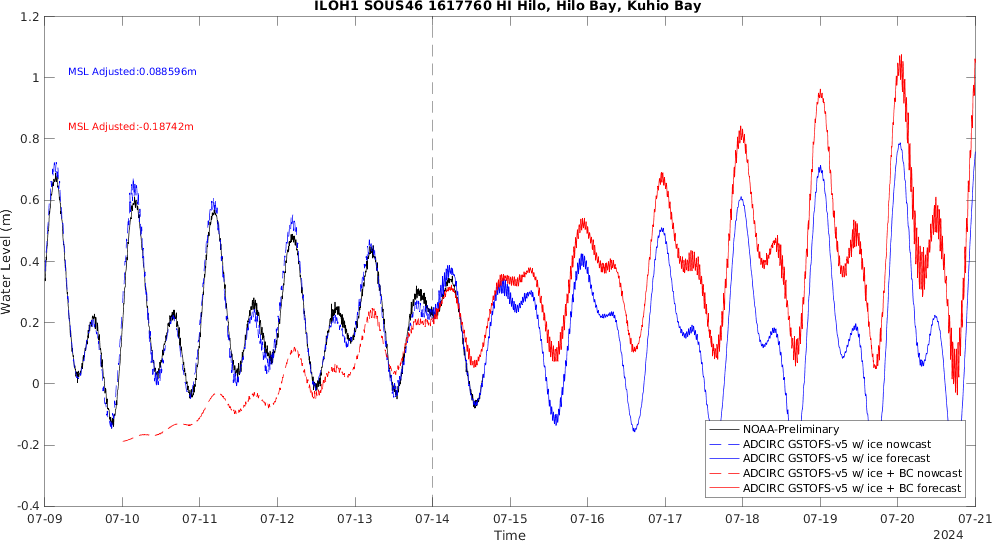 ILOH1 SOUS46 1617760 HI Hilo, Hilo Bay, Kuhio Bay
1.2
1
0.8
0.6
0.4
0.2
0
-0.2
-0.4
Water Level (m)
MSL Adjusted:0.088596m
MSL Adjusted:-0.18742m
NOAA-Preliminary
ADCIRC GSTOFS-v5 w/ ice nowcast
ADCIRC GSTOFS-v5 w/ ice forecast
ADCIRC GSTOFS-v5 w/ ice + BC nowcast
ADCIRC GSTOFS-v5 w/ ice + BC forecast
07-09 07-10 07-11 07-12 07-13 07-14 07-15 07-16 07-17 07-18 07-19 07-20 07-21
Time
2024